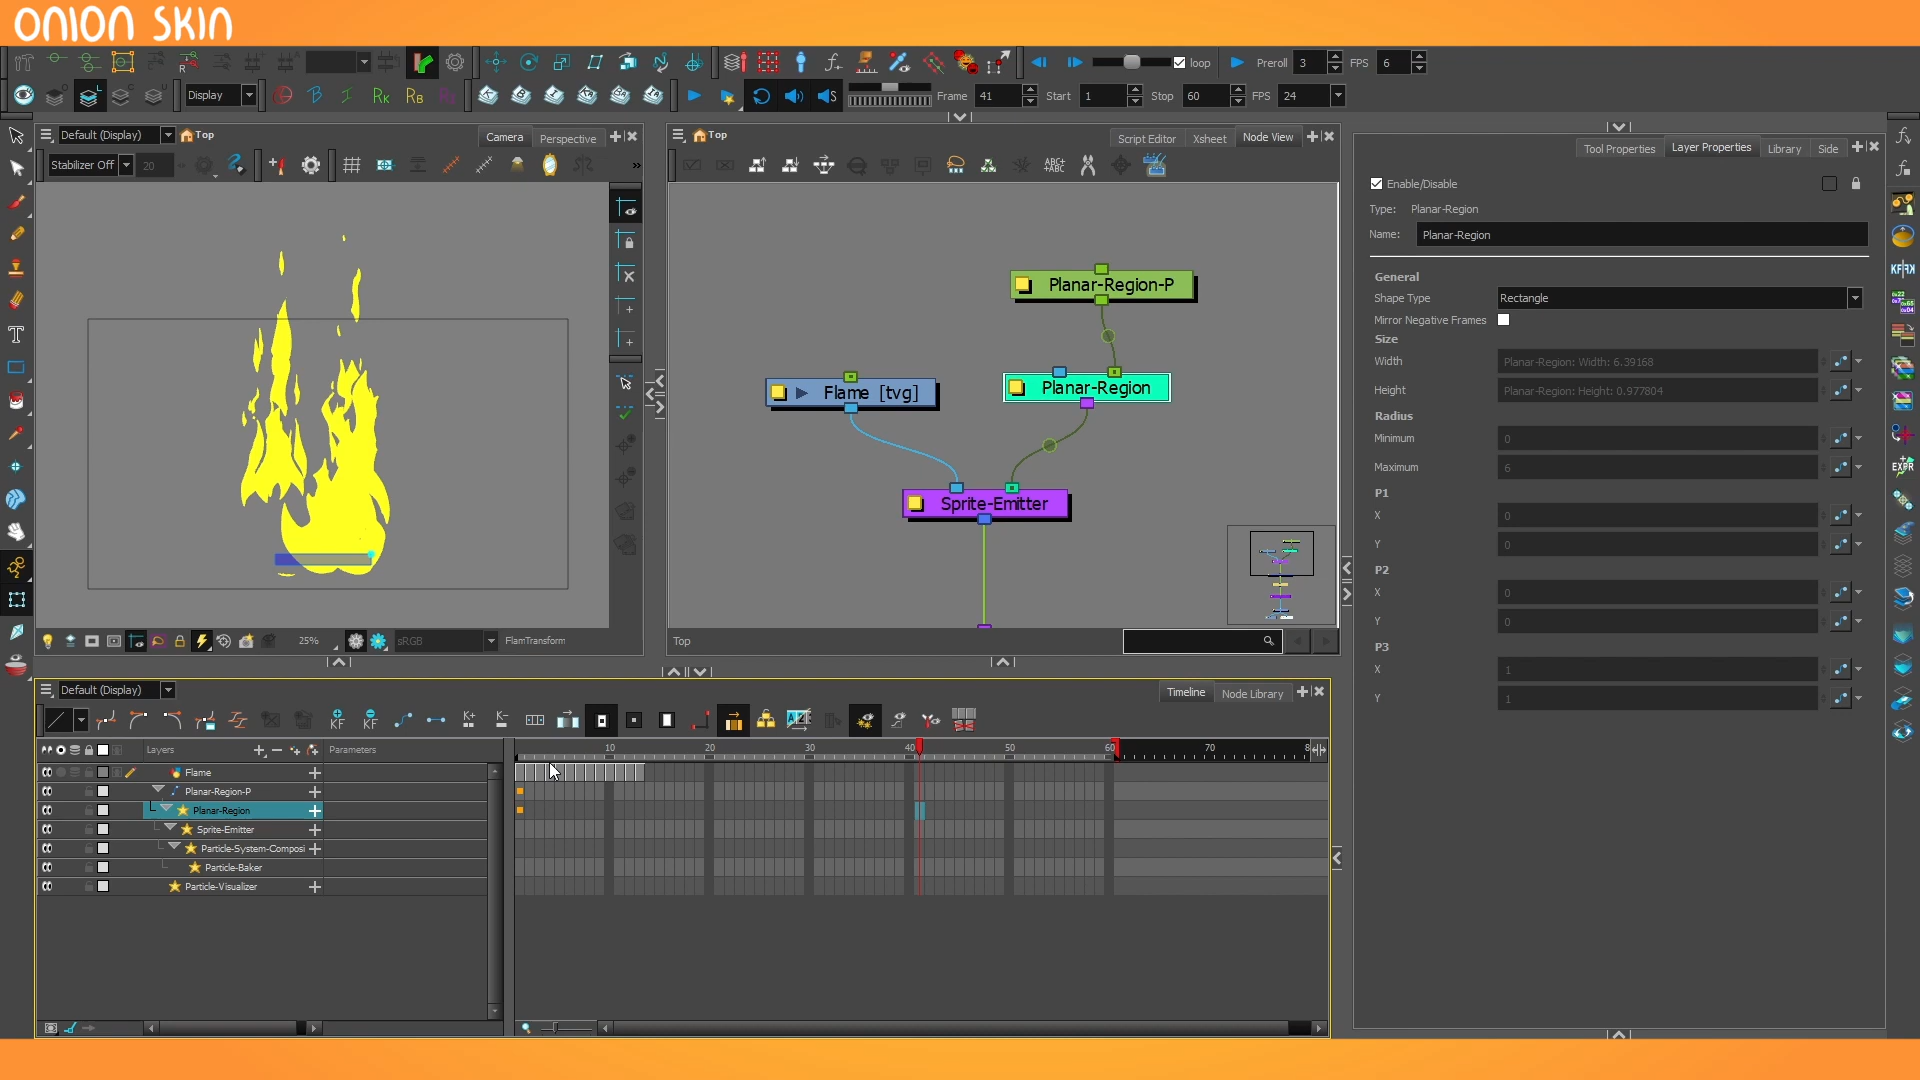 ONION SKIN
loop
Preroll 3 FPS 6
Display
Frame 41 Start 1 Stop 60 FPS 24
Default (Display) Top Camera Perspective
Stabilizer Off 20
Top Script Editor Xsheet Node View
Tool Properties Layer Properties Library Side
Enable/Disable
Type: Planar-Region
Name: Planar-Region
General
Shape Type Rectangle
Mirror Negative Frames
Size
Width Planar-Region: Width: 6.39168
Height Planar-Region: Height: 0.977804
Radius
Minimum 0
Maximum 6
P1
X 0
Y 0
P2
X 0
Y 0
P3
X 1
Y 1
Planar-Region-P
Flame [tvg]
Planar-Region
Sprite-Emitter
25% sRGB FlamTransform
Top
Default (Display) Timeline Node Library
Layers Parameters
10 20 30 40 50 60 70 8
Flame
Planar-Region-P
Planar-Region
Sprite-Emitter
Particle-System-Composi
Particle-Baker
Particle-Visualizer